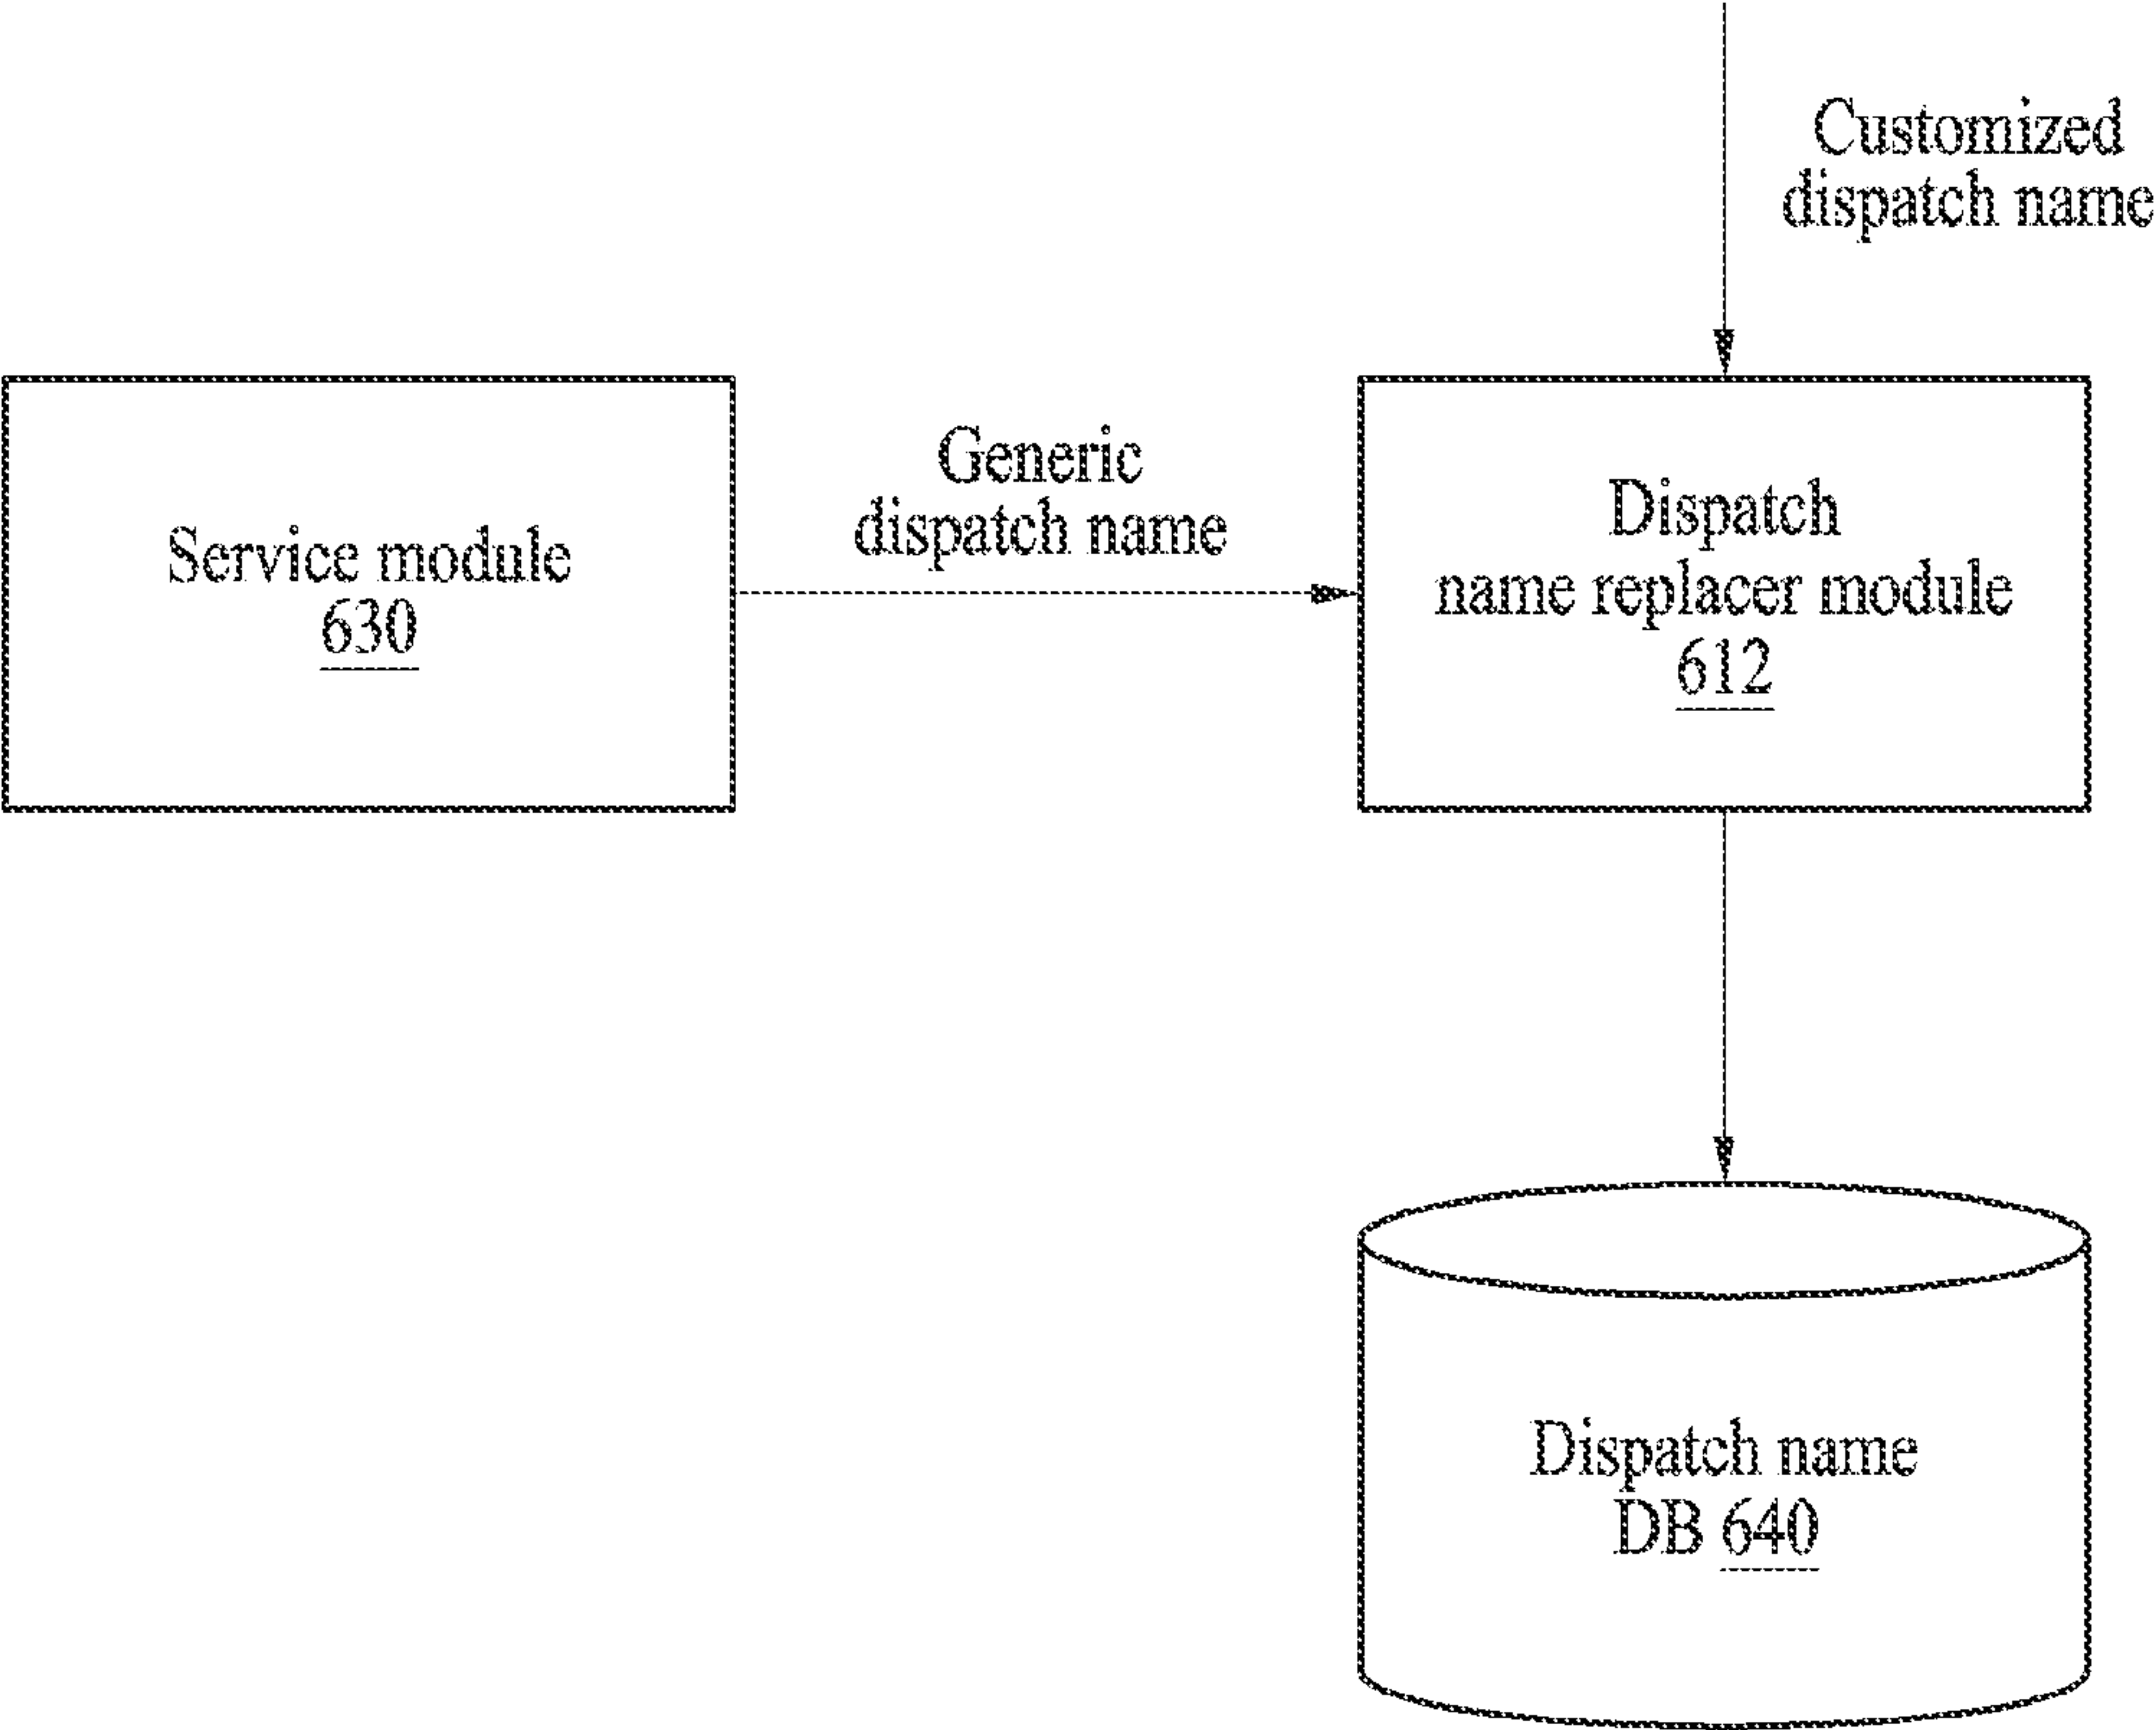 Customized
dispatch name
Generic
dispatch name
Service module
630
Dispatch
name replacer module
612
Dispatch name
DB 640